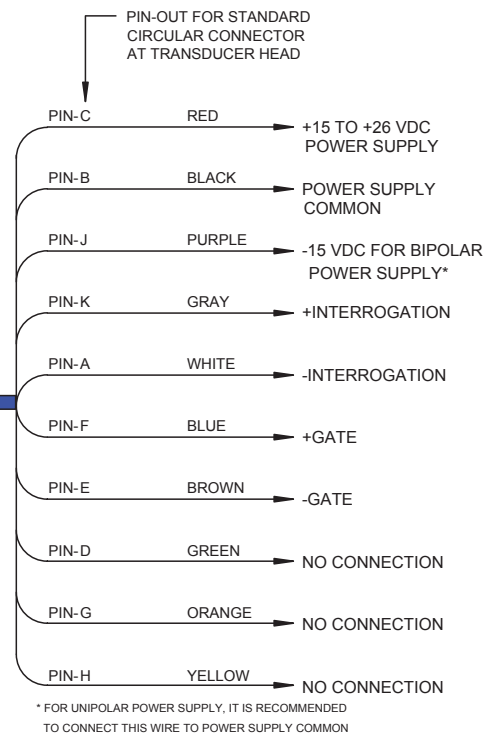 PIN-OUT FOR STANDARD
CIRCULAR CONNECTOR
AT TRANSDUCER HEAD
PIN-C RED +15 TO +26 VDC
POWER SUPPLY
PIN-B BLACK POWER SUPPLY
COMMON
PIN-J PURPLE -15 VDC FOR BIPOLAR
POWER SUPPLY*
PIN-K GRAY +INTERROGATION
PIN-A WHITE -INTERROGATION
PIN-F BLUE +GATE
PIN-E BROWN -GATE
PIN-D GREEN NO CONNECTION
PIN-G ORANGE NO CONNECTION
PIN-H YELLOW NO CONNECTION
* FOR UNIPOLAR POWER SUPPLY, IT IS RECOMMENDED
TO CONNECT THIS WIRE TO POWER SUPPLY COMMON